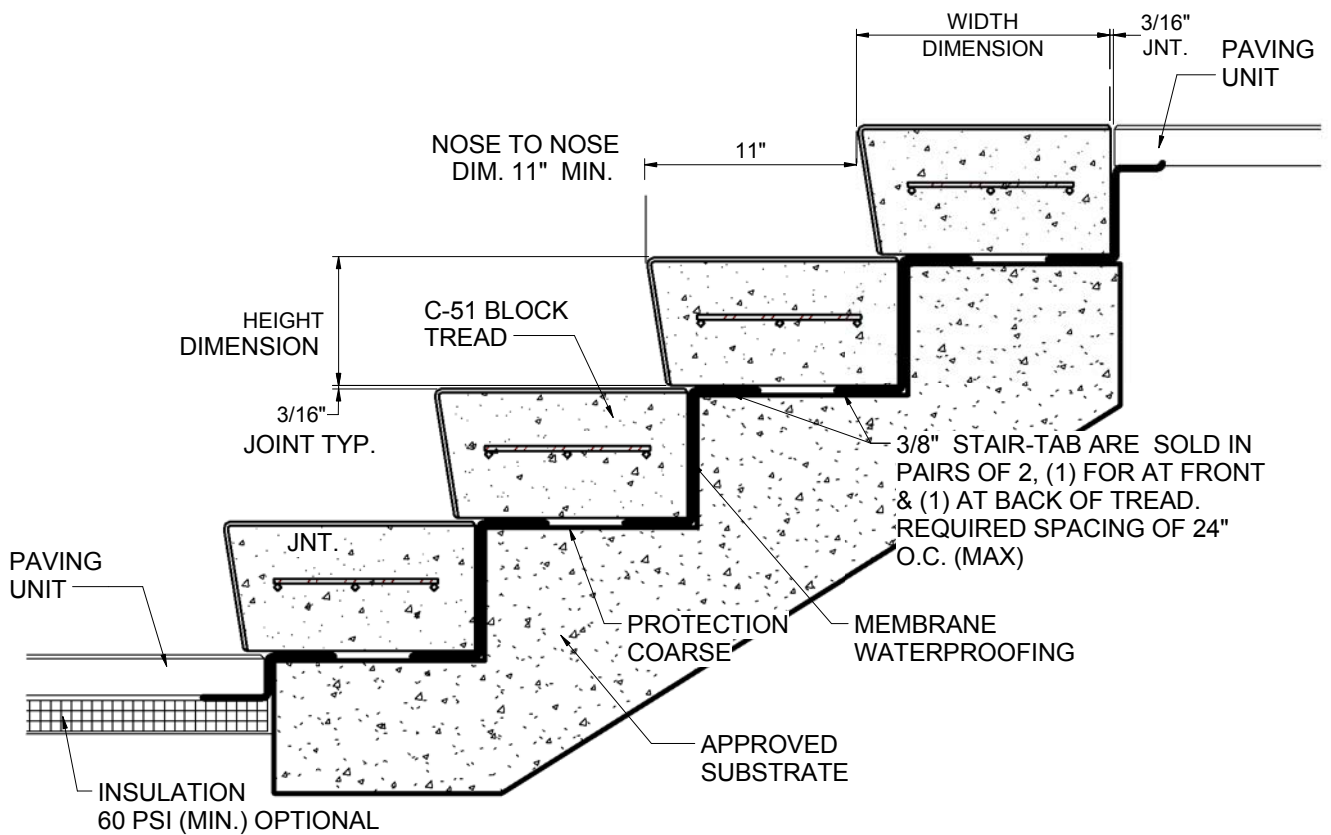 WIDTH
DIMENSION
3/16"
JNT.
PAVING
UNIT
NOSE TO NOSE
DIM. 11" MIN.
11"
HEIGHT
DIMENSION
C-51 BLOCK
TREAD
3/16"
JOINT TYP.
3/8" STAIR-TAB ARE SOLD IN
PAIRS OF 2, (1) FOR AT FRONT
& (1) AT BACK OF TREAD.
REQUIRED SPACING OF 24"
O.C. (MAX)
JNT.
PAVING
UNIT
PROTECTION
COARSE
MEMBRANE
WATERPROOFING
APPROVED
SUBSTRATE
INSULATION
60 PSI (MIN.) OPTIONAL